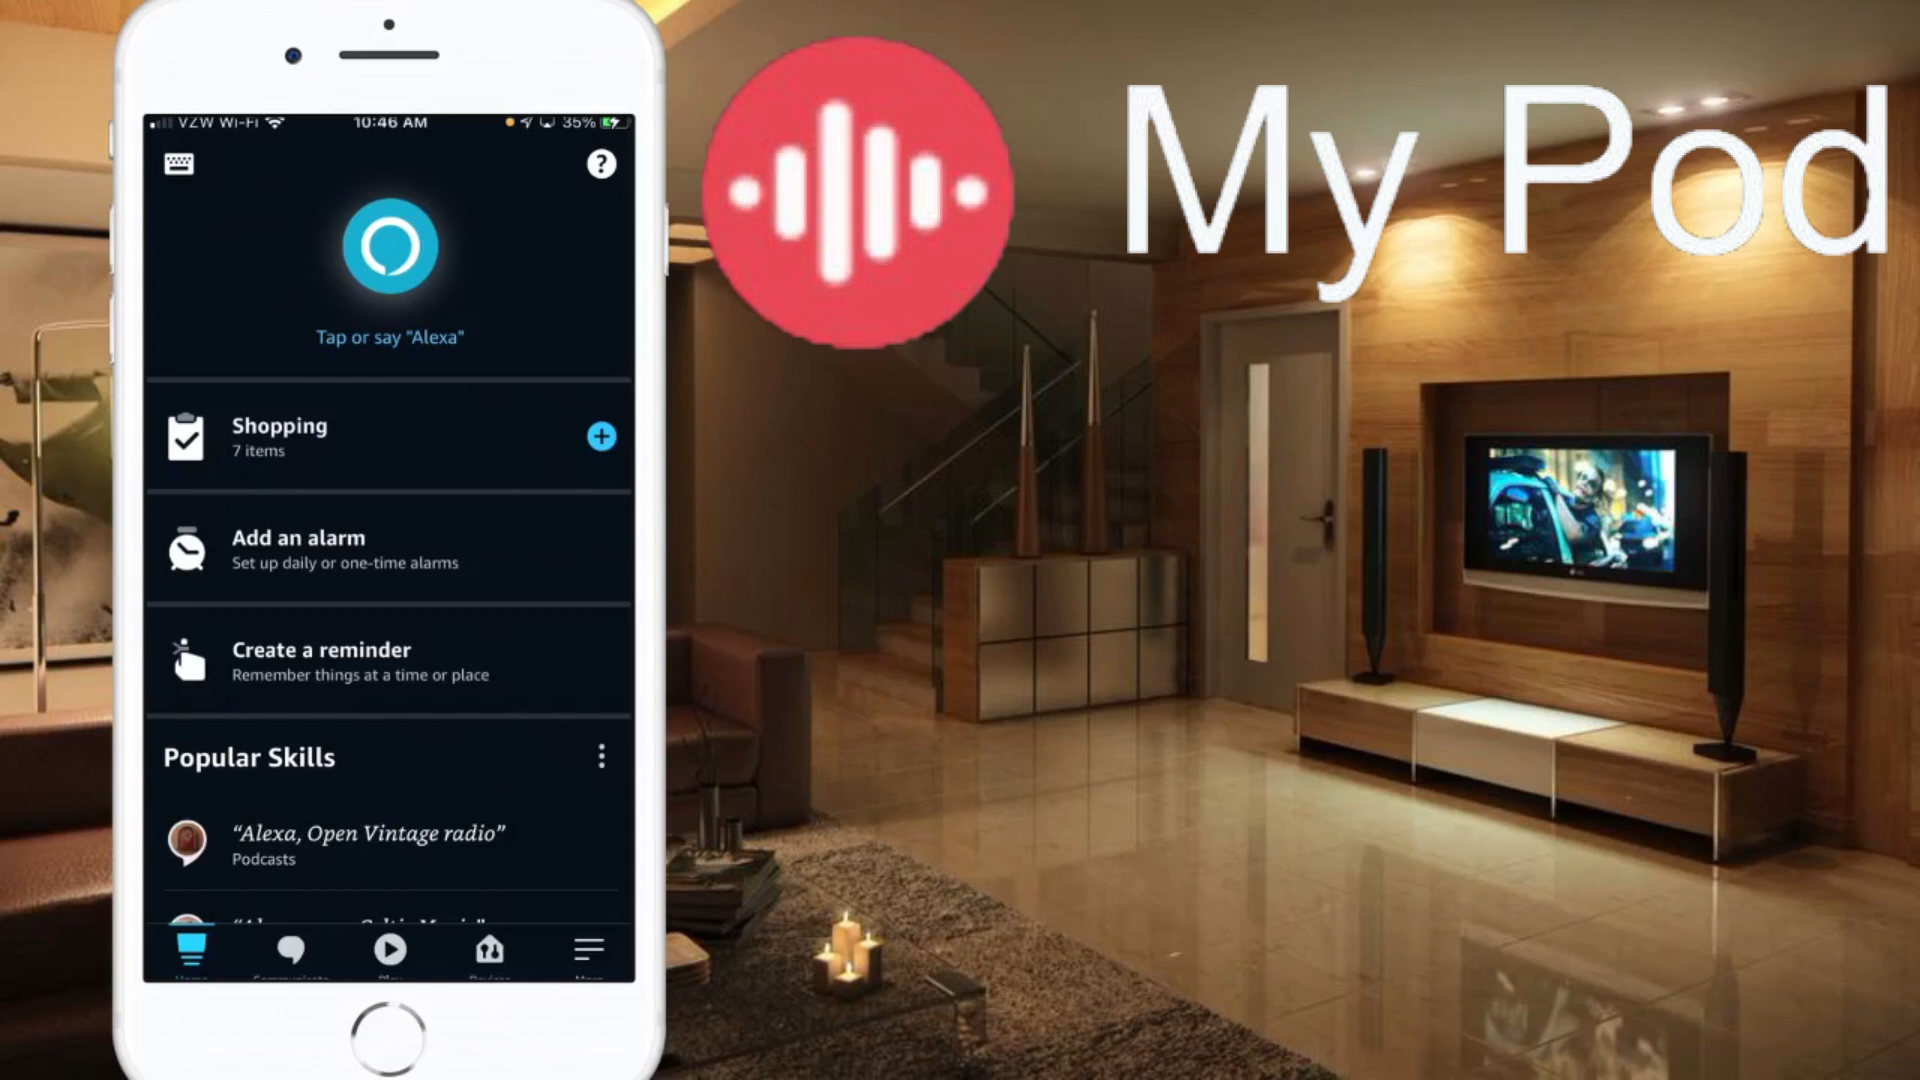 VZW Wi-Fi 10:46 AM 35%
?
Tap or say "Alexa"
Shopping
7 items
Add an alarm
Set up daily or one-time alarms
Create a reminder
Remember things at a time or place
Popular Skills
“Alexa, Open Vintage radio”
Podcasts
My Pod